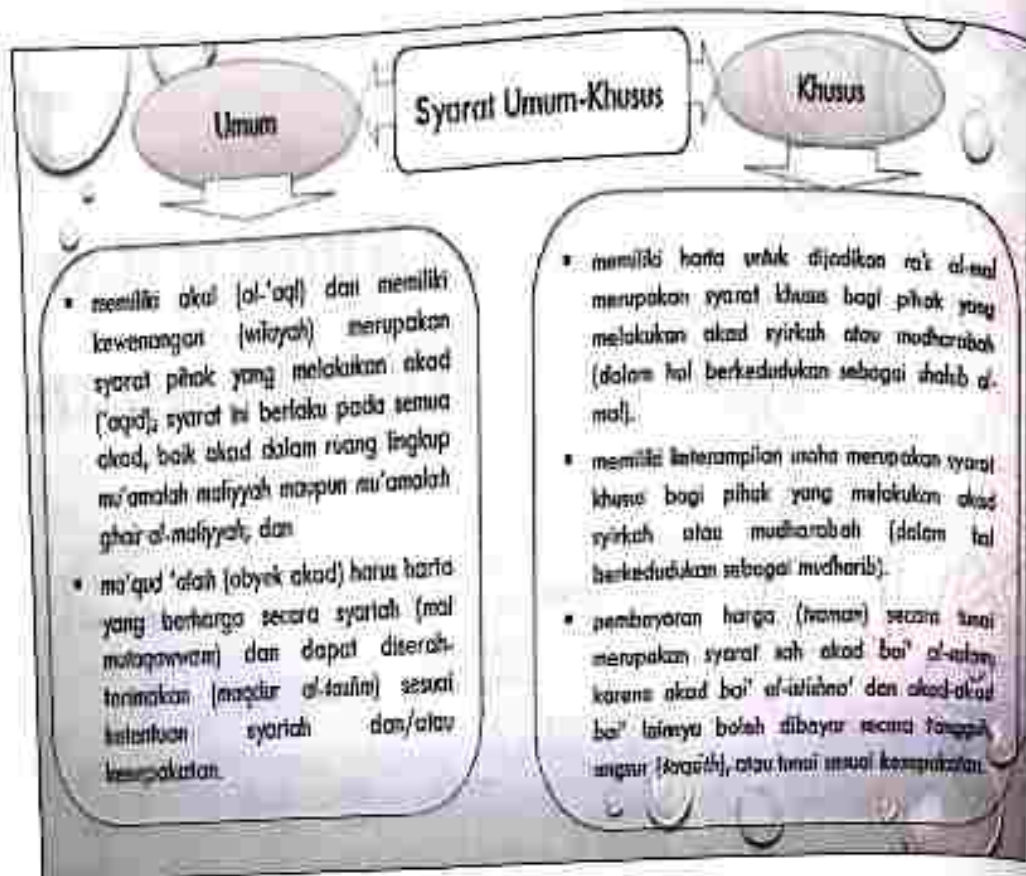 Syarat Umum-Khusus
Umum
memiliki akal (al-'aql) dan memiliki
kewenangan (wilayah) merupakan
syarat pihak yang melakukan akad
('aqid); syarat ini berlaku pada semua
akad, baik akad dalam ruang lingkup
mu'amalah maliyyah maupun mu'amalah
ghair al-maliyyah; dan
ma'qud 'alaih (obyek akad) harus harta
yang berharga secara syariah (mal
mutaqawwam) dan dapat diserah-
terimakan (maqdur al-taslim) sesuai
ketentuan syariah dan/atau
kesepakatan.
Khusus
memiliki harta untuk dijadikan ra's al-mal
merupakan syarat khusus bagi pihak yang
melakukan akad syirkah atau mudharabah
(dalam hal berkedudukan sebagai shahib al-
mal).
memiliki keterampilan usaha merupakan syarat
khusus bagi pihak yang melakukan akad
syirkah atau mudharabah (dalam hal
berkedudukan sebagai mudharib).
pembayaran harga (tsaman) secara tunai
merupakan syarat sah akad bai' al-salam,
karena akad bai' al-istishna' dan akad-akad
bai' lainnya boleh dibayar secara tangguh,
angsur (taqsith), atau tunai sesuai kesepakatan.